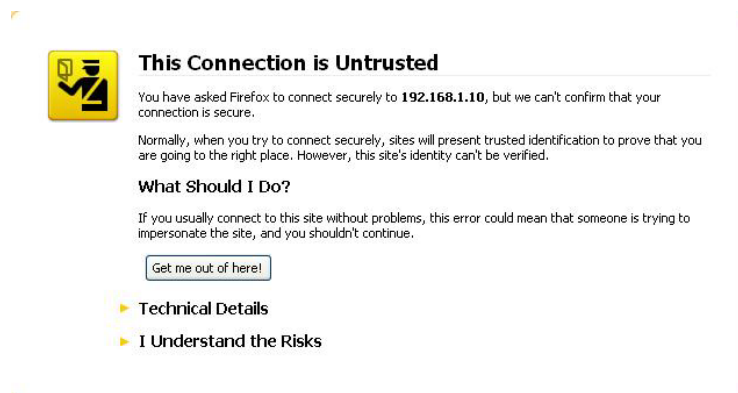 This Connection is Untrusted
You have asked Firefox to connect securely to 192.168.1.10, but we can't confirm that your
connection is secure.
Normally, when you try to connect securely, sites will present trusted identification to prove that you
are going to the right place. However, this site's identity can't be verified.
What Should I Do?
If you usually connect to this site without problems, this error could mean that someone is trying to
impersonate the site, and you shouldn't continue.
Get me out of here!
Technical Details
I Understand the Risks